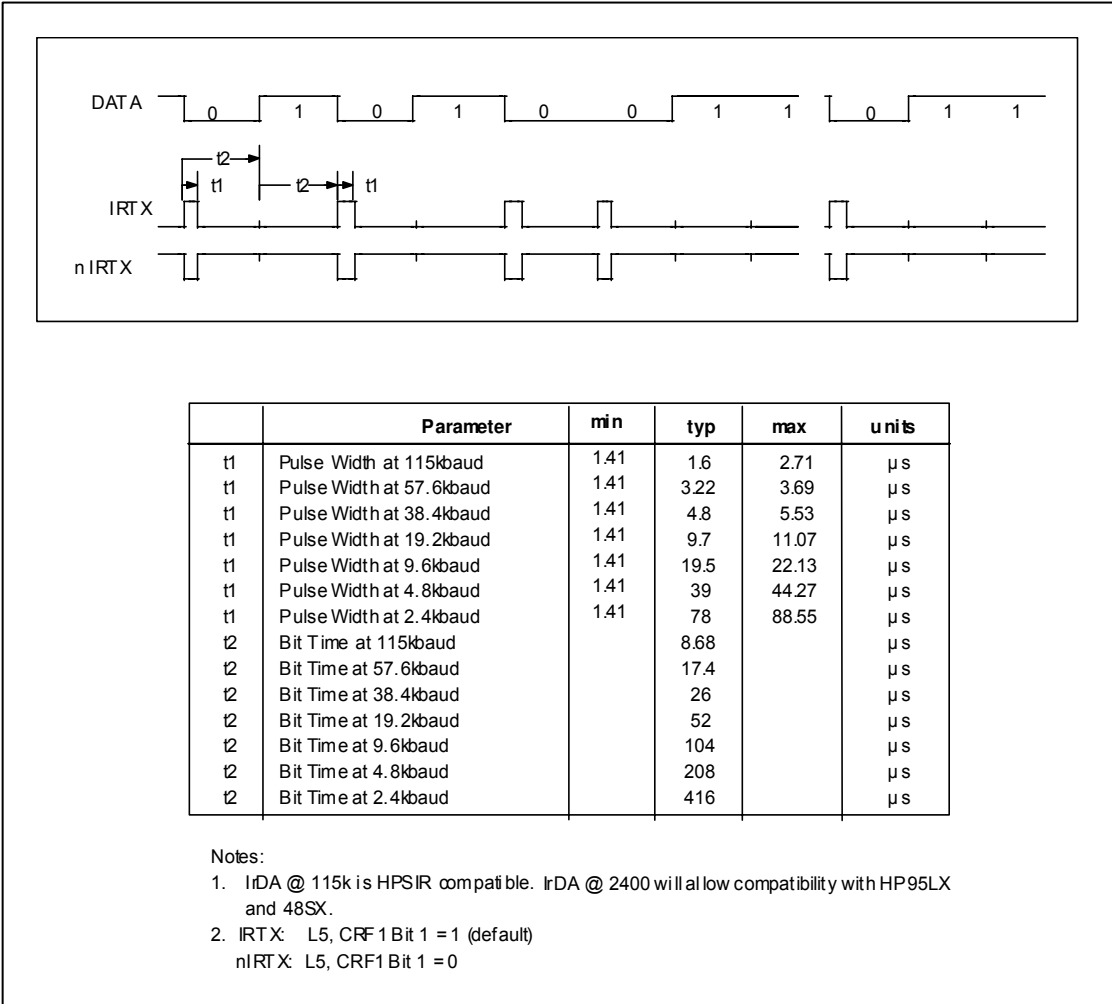 DATA 0 1 0 1 0 0 1 1 0 1 1
t2
t1 t2 t1
IRTX
nIRTX
Parameter min typ max units
t1 Pulse Width at 115kbaud 1.41 1.6 2.71 µs
t1 Pulse Width at 57.6kbaud 1.41 3.22 3.69 µs
t1 Pulse Width at 38.4kbaud 1.41 4.8 5.53 µs
t1 Pulse Width at 19.2kbaud 1.41 9.7 11.07 µs
t1 Pulse Width at 9.6kbaud 1.41 19.5 22.13 µs
t1 Pulse Width at 4.8kbaud 1.41 39 44.27 µs
t1 Pulse Width at 2.4kbaud 1.41 78 88.55 µs
t2 Bit Time at 115kbaud 8.68 µs
t2 Bit Time at 57.6kbaud 17.4 µs
t2 Bit Time at 38.4kbaud 26 µs
t2 Bit Time at 19.2kbaud 52 µs
t2 Bit Time at 9.6kbaud 104 µs
t2 Bit Time at 4.8kbaud 208 µs
t2 Bit Time at 2.4kbaud 416 µs
Notes:
1. IrDA @ 115k is HPSIR compatible. IrDA @ 2400 will allow compatibility with HP95LX
and 48SX.
2. IRTX: L5, CRF1 Bit 1 = 1 (default)
nIRTX: L5, CRF1 Bit 1 = 0